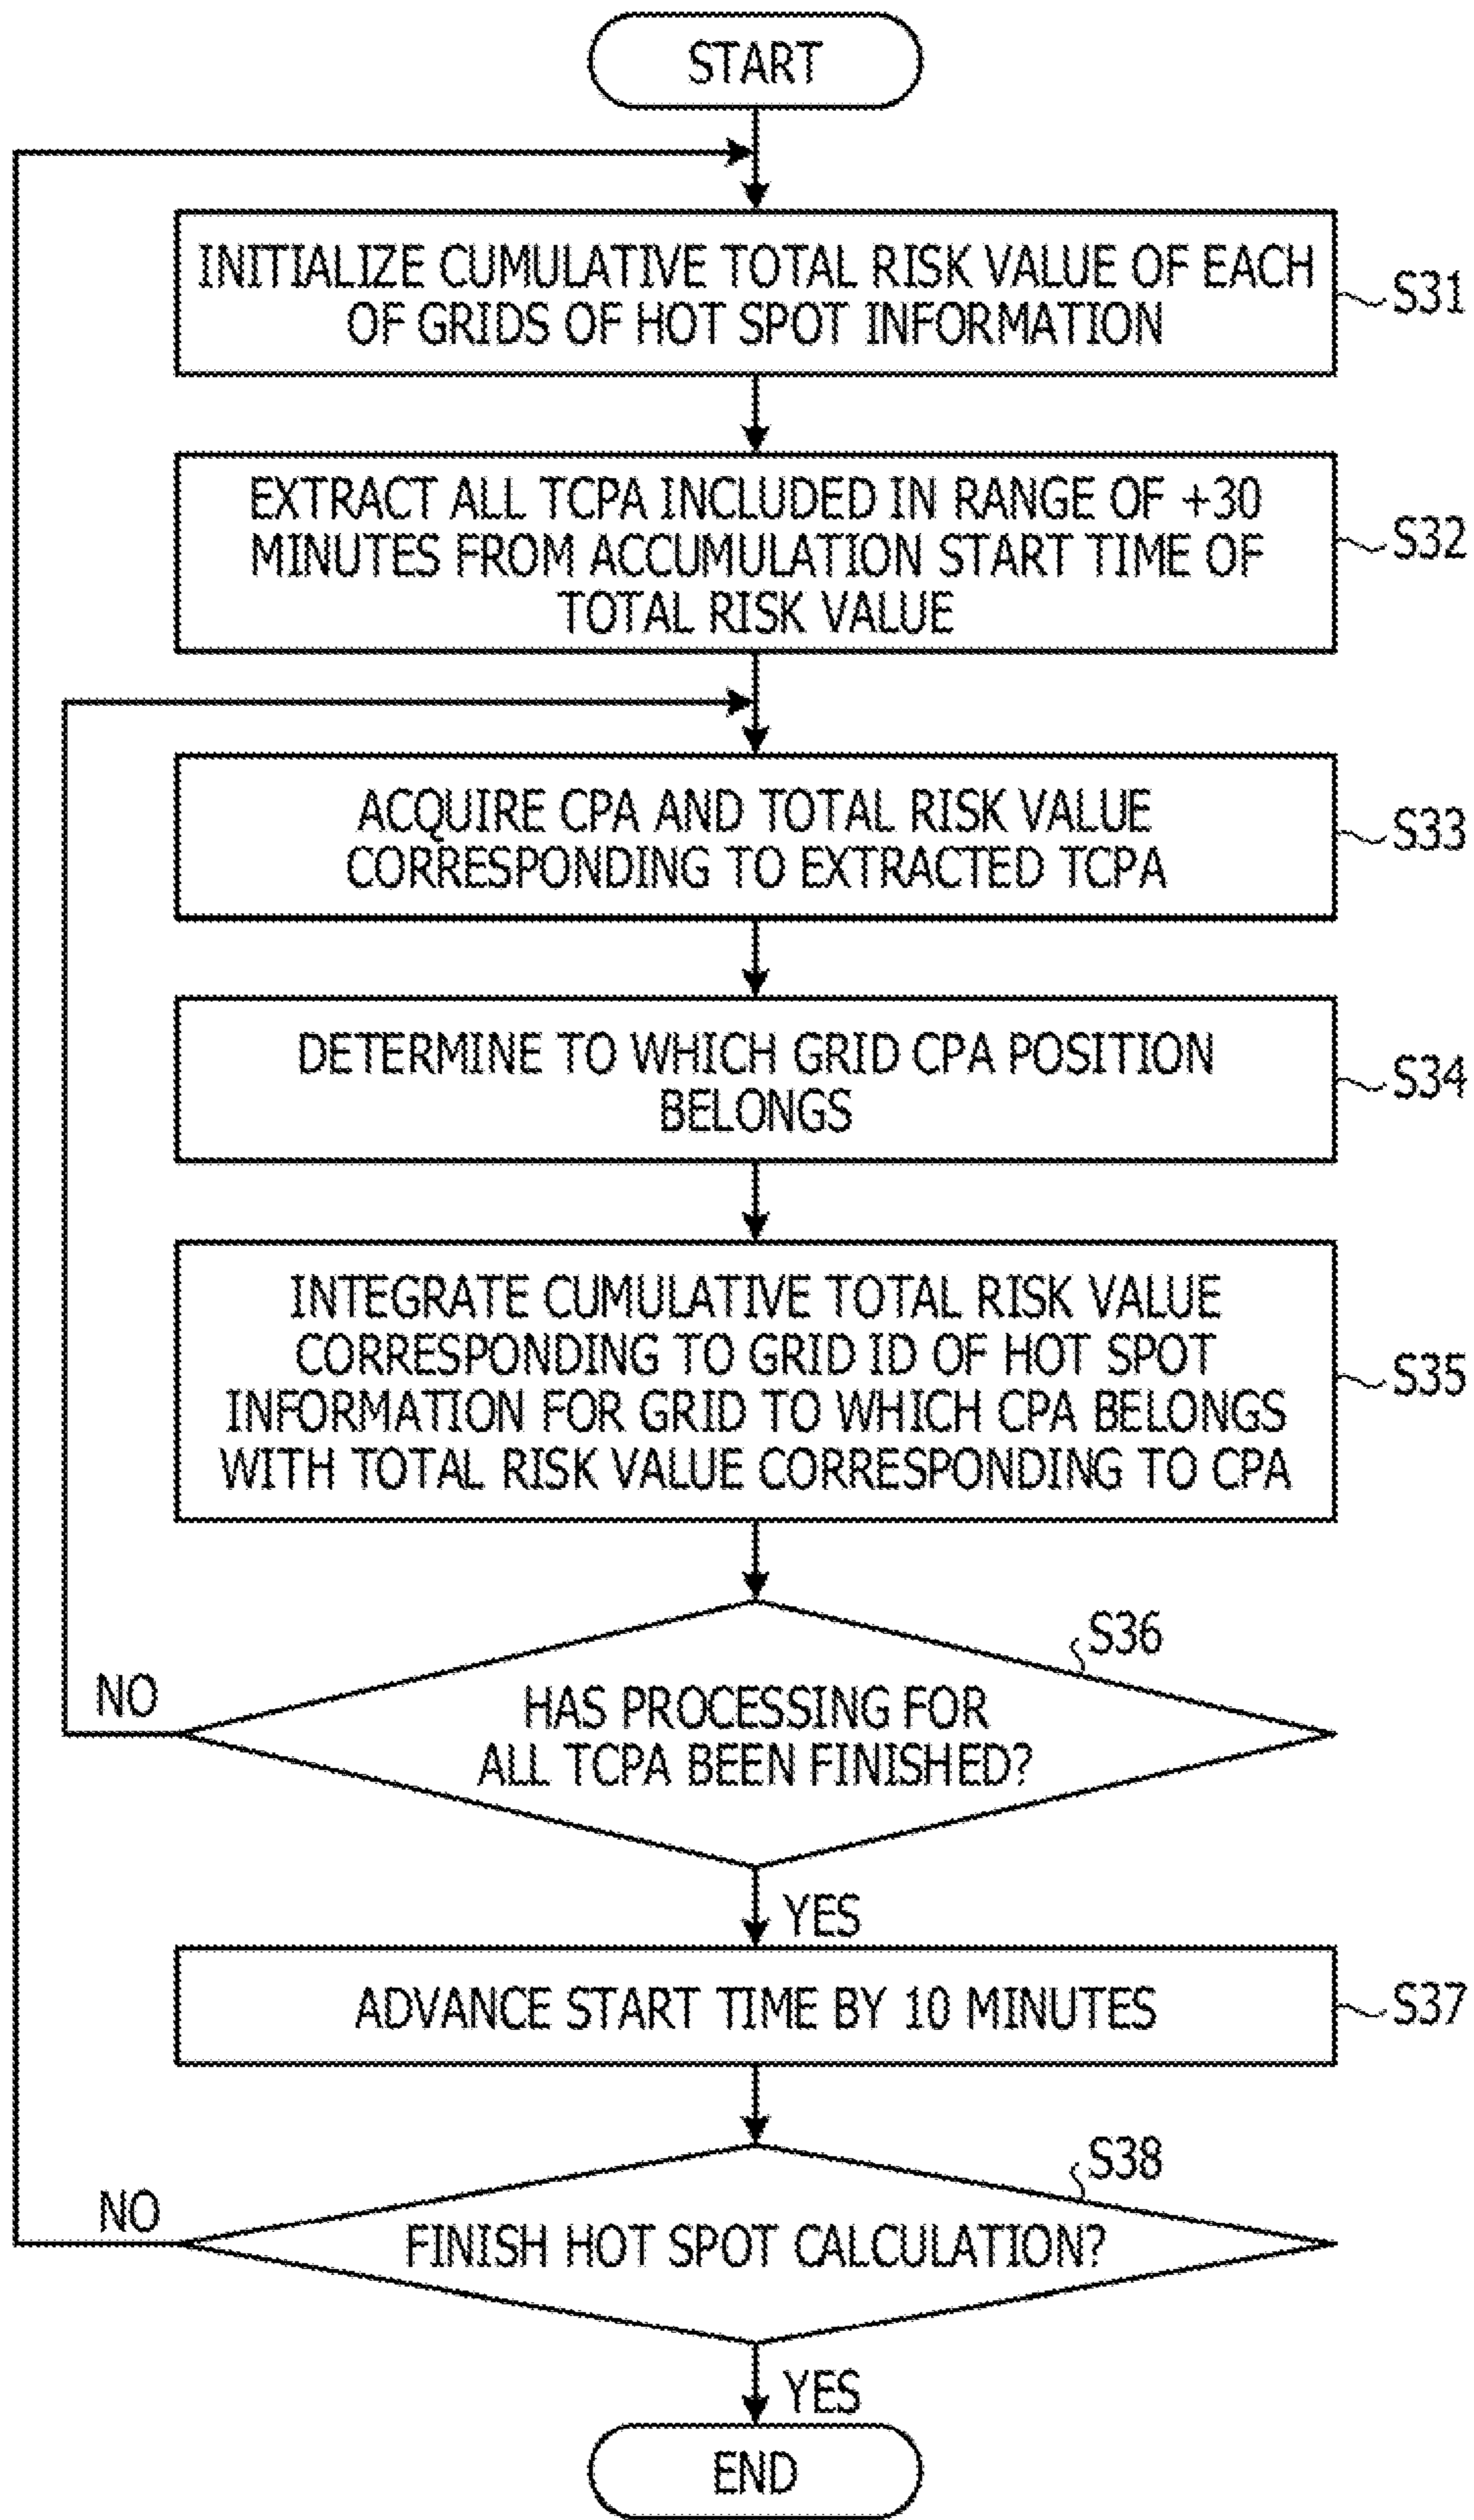 START
INITIALIZE CUMULATIVE TOTAL RISK VALUE OF EACH
OF GRIDS OF HOT SPOT INFORMATION
S31
EXTRACT ALL TCPA INCLUDED IN RANGE OF +30
MINUTES FROM ACCUMULATION START TIME OF
TOTAL RISK VALUE
S32
ACQUIRE CPA AND TOTAL RISK VALUE
CORRESPONDING TO EXTRACTED TCPA
S33
DETERMINE TO WHICH GRID CPA POSITION
BELONGS
S34
INTEGRATE CUMULATIVE TOTAL RISK VALUE
CORRESPONDING TO GRID ID OF HOT SPOT
INFORMATION FOR GRID TO WHICH CPA BELONGS
WITH TOTAL RISK VALUE CORRESPONDING TO CPA
S35
S36
NO
HAS PROCESSING FOR
ALL TCPA BEEN FINISHED?
YES
ADVANCE START TIME BY 10 MINUTES
S37
S38
NO
FINISH HOT SPOT CALCULATION?
YES
END